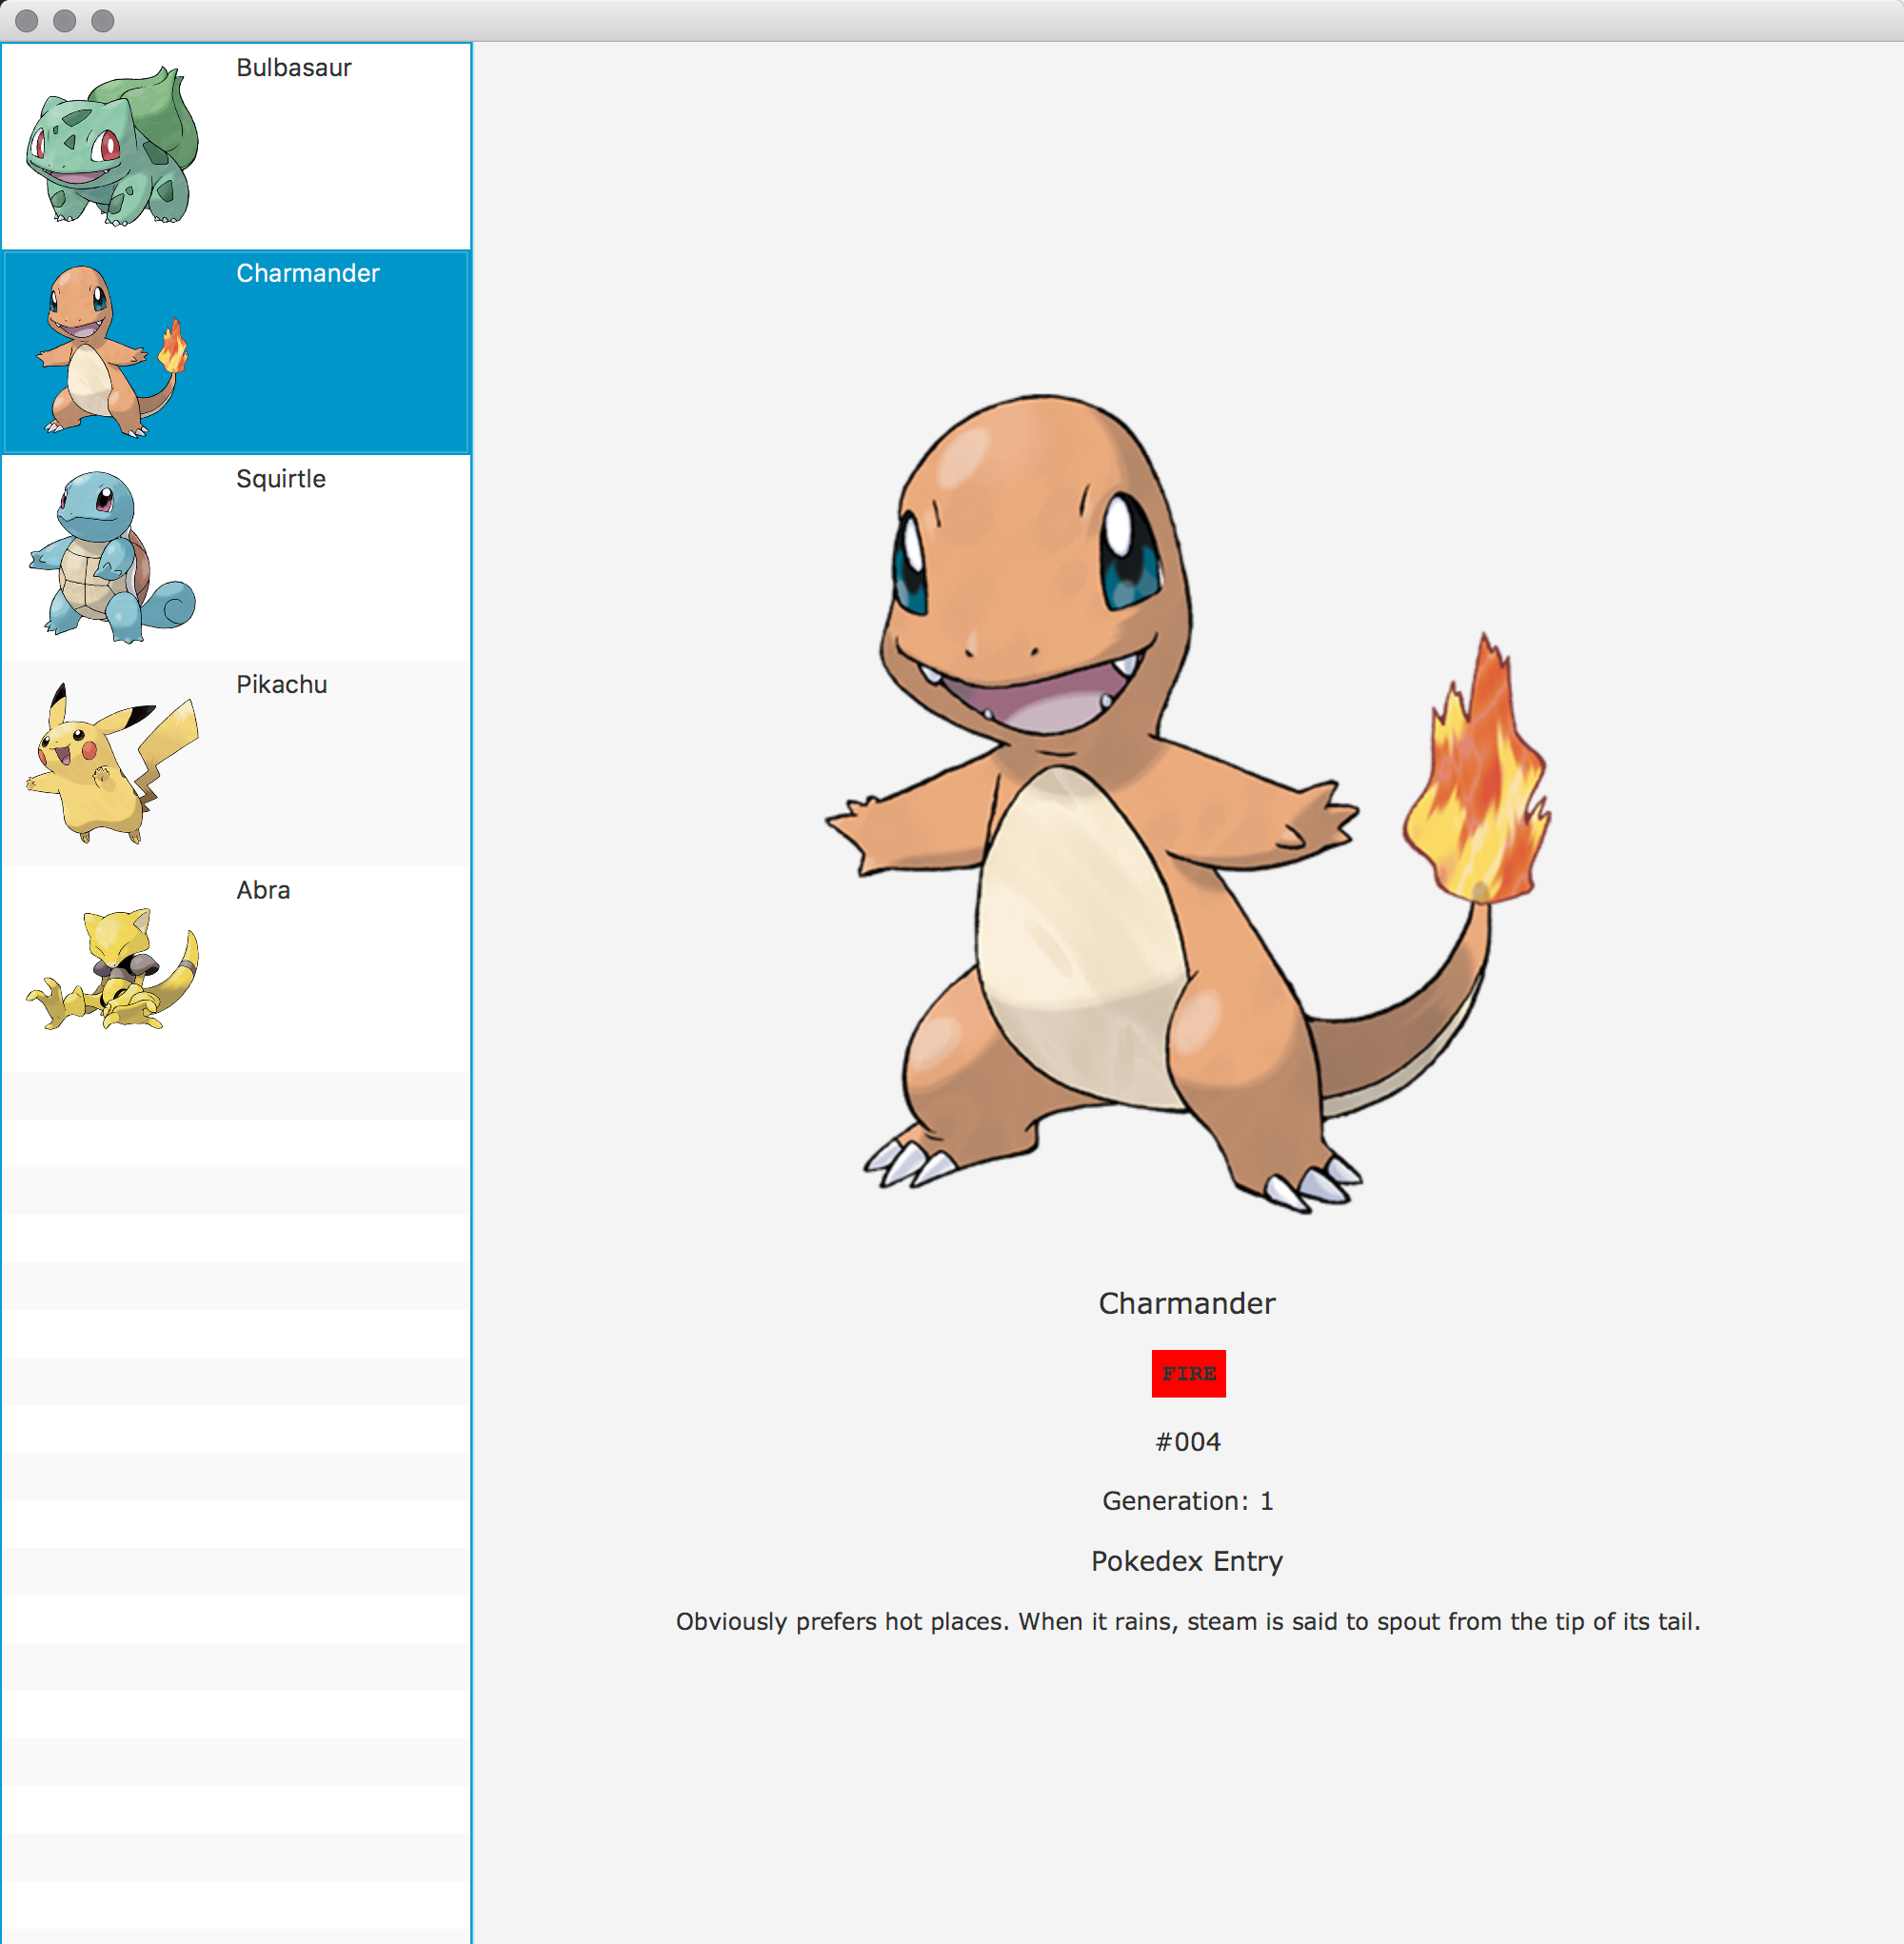 Bulbasaur
Charmander
Squirtle
Pikachu
Abra
Charmander
FIRE
#004
Generation: 1
Pokedex Entry
Obviously prefers hot places. When it rains, steam is said to spout from the tip of its tail.